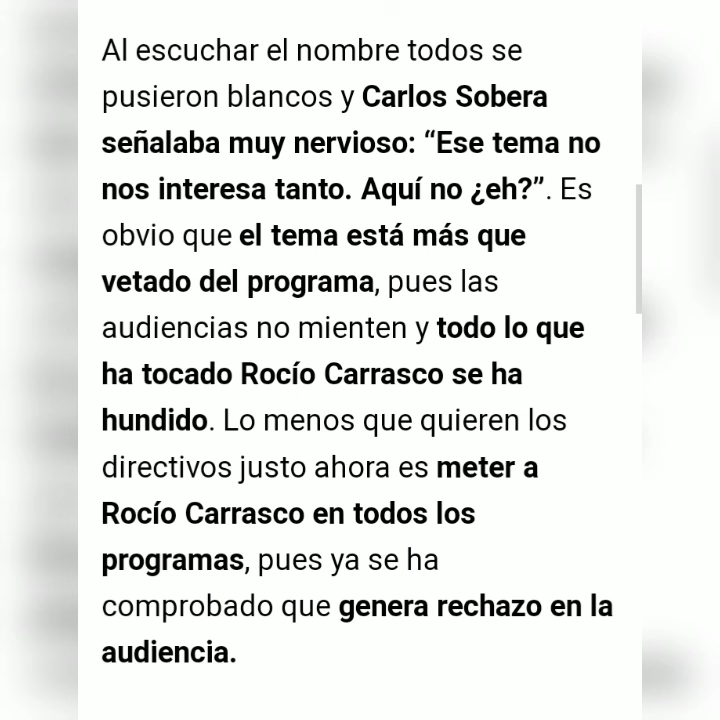 Al escuchar el nombre todos se
pusieron blancos y Carlos Sobera
señalaba muy nervioso: “Ese tema no
nos interesa tanto. Aquí no ¿eh?”. Es
obvio que el tema está más que
vetado del programa, pues las
audiencias no mienten y todo lo que
ha tocado Rocío Carrasco se ha
hundido. Lo menos que quieren los
directivos justo ahora es meter a
Rocío Carrasco en todos los
programas, pues ya se ha
comprobado que genera rechazo en la
audiencia.